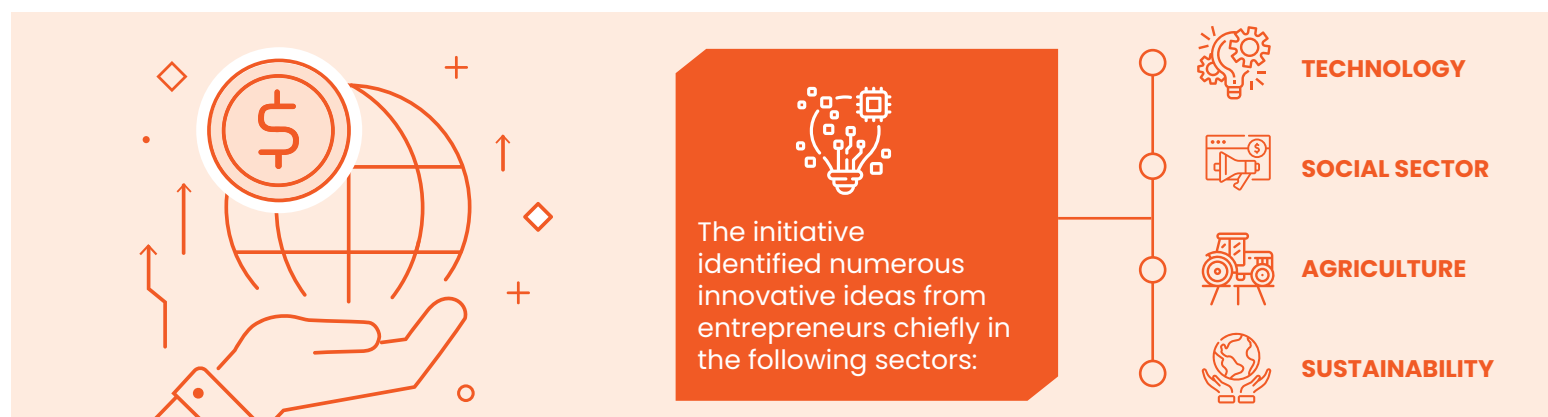 The initiative
identified numerous
innovative ideas from
entrepreneurs chiefly in
the following sectors:
TECHNOLOGY
SOCIAL SECTOR
AGRICULTURE
SUSTAINABILITY